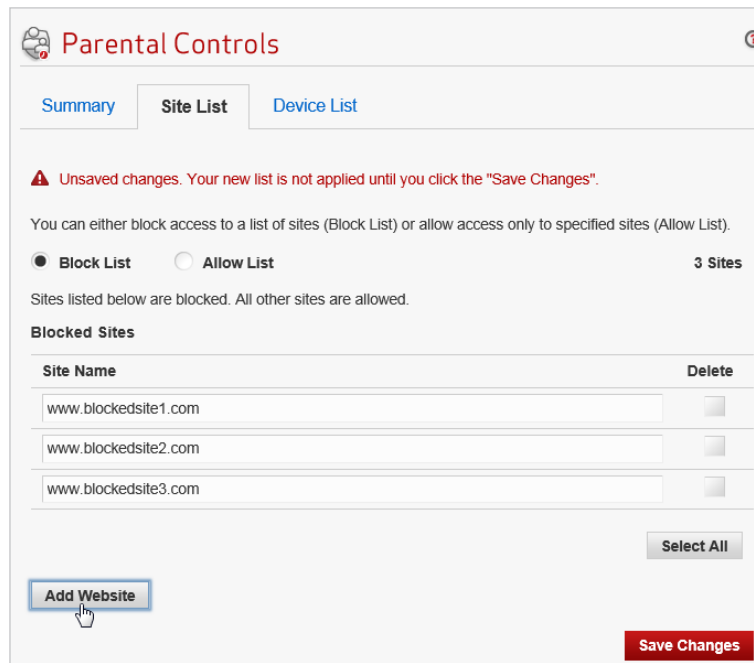 Parental Controls
Summary Site List Device List
Unsaved changes. Your new list is not applied until you click the "Save Changes".
You can either block access to a list of sites (Block List) or allow access only to specified sites (Allow List).
Block List Allow List 3 Sites
Sites listed below are blocked. All other sites are allowed.
Blocked Sites
Site Name Delete
www.blockedsite1.com
www.blockedsite2.com
www.blockedsite3.com
Select All
Add Website
Save Changes